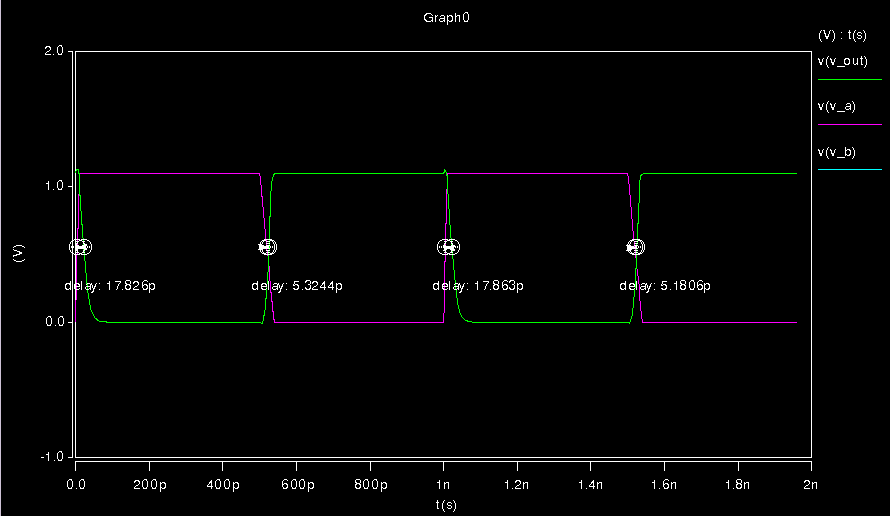 Graph0
(V) : t(s)
v(v_out)
v(v_a)
v(v_b)
2.0
1.0
0.0
-1.0
(V)
delay: 17.826p
delay: 5.3244p
delay: 17.863p
delay: 5.1806p
0.0 200p 400p 600p 800p 1n 1.2n 1.4n 1.6n 1.8n 2n
t(s)